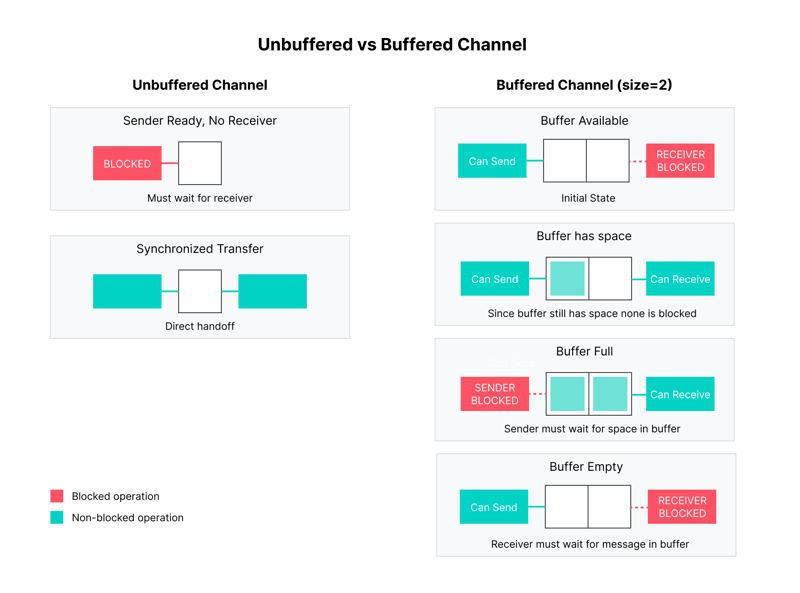 Unbuffered vs Buffered Channel
Unbuffered Channel
Sender Ready, No Receiver
BLOCKED
Must wait for receiver
Synchronized Transfer
Direct handoff
Blocked operation
Non-blocked operation
Buffered Channel (size=2)
Buffer Available
Can Send
RECEIVER
BLOCKED
Initial State
Buffer has space
Can Send
Can Receive
Since buffer still has space none is blocked
Buffer Full
SENDER
BLOCKED
Can Receive
Sender must wait for space in buffer
Buffer Empty
Can Send
RECEIVER
BLOCKED
Receiver must wait for message in buffer